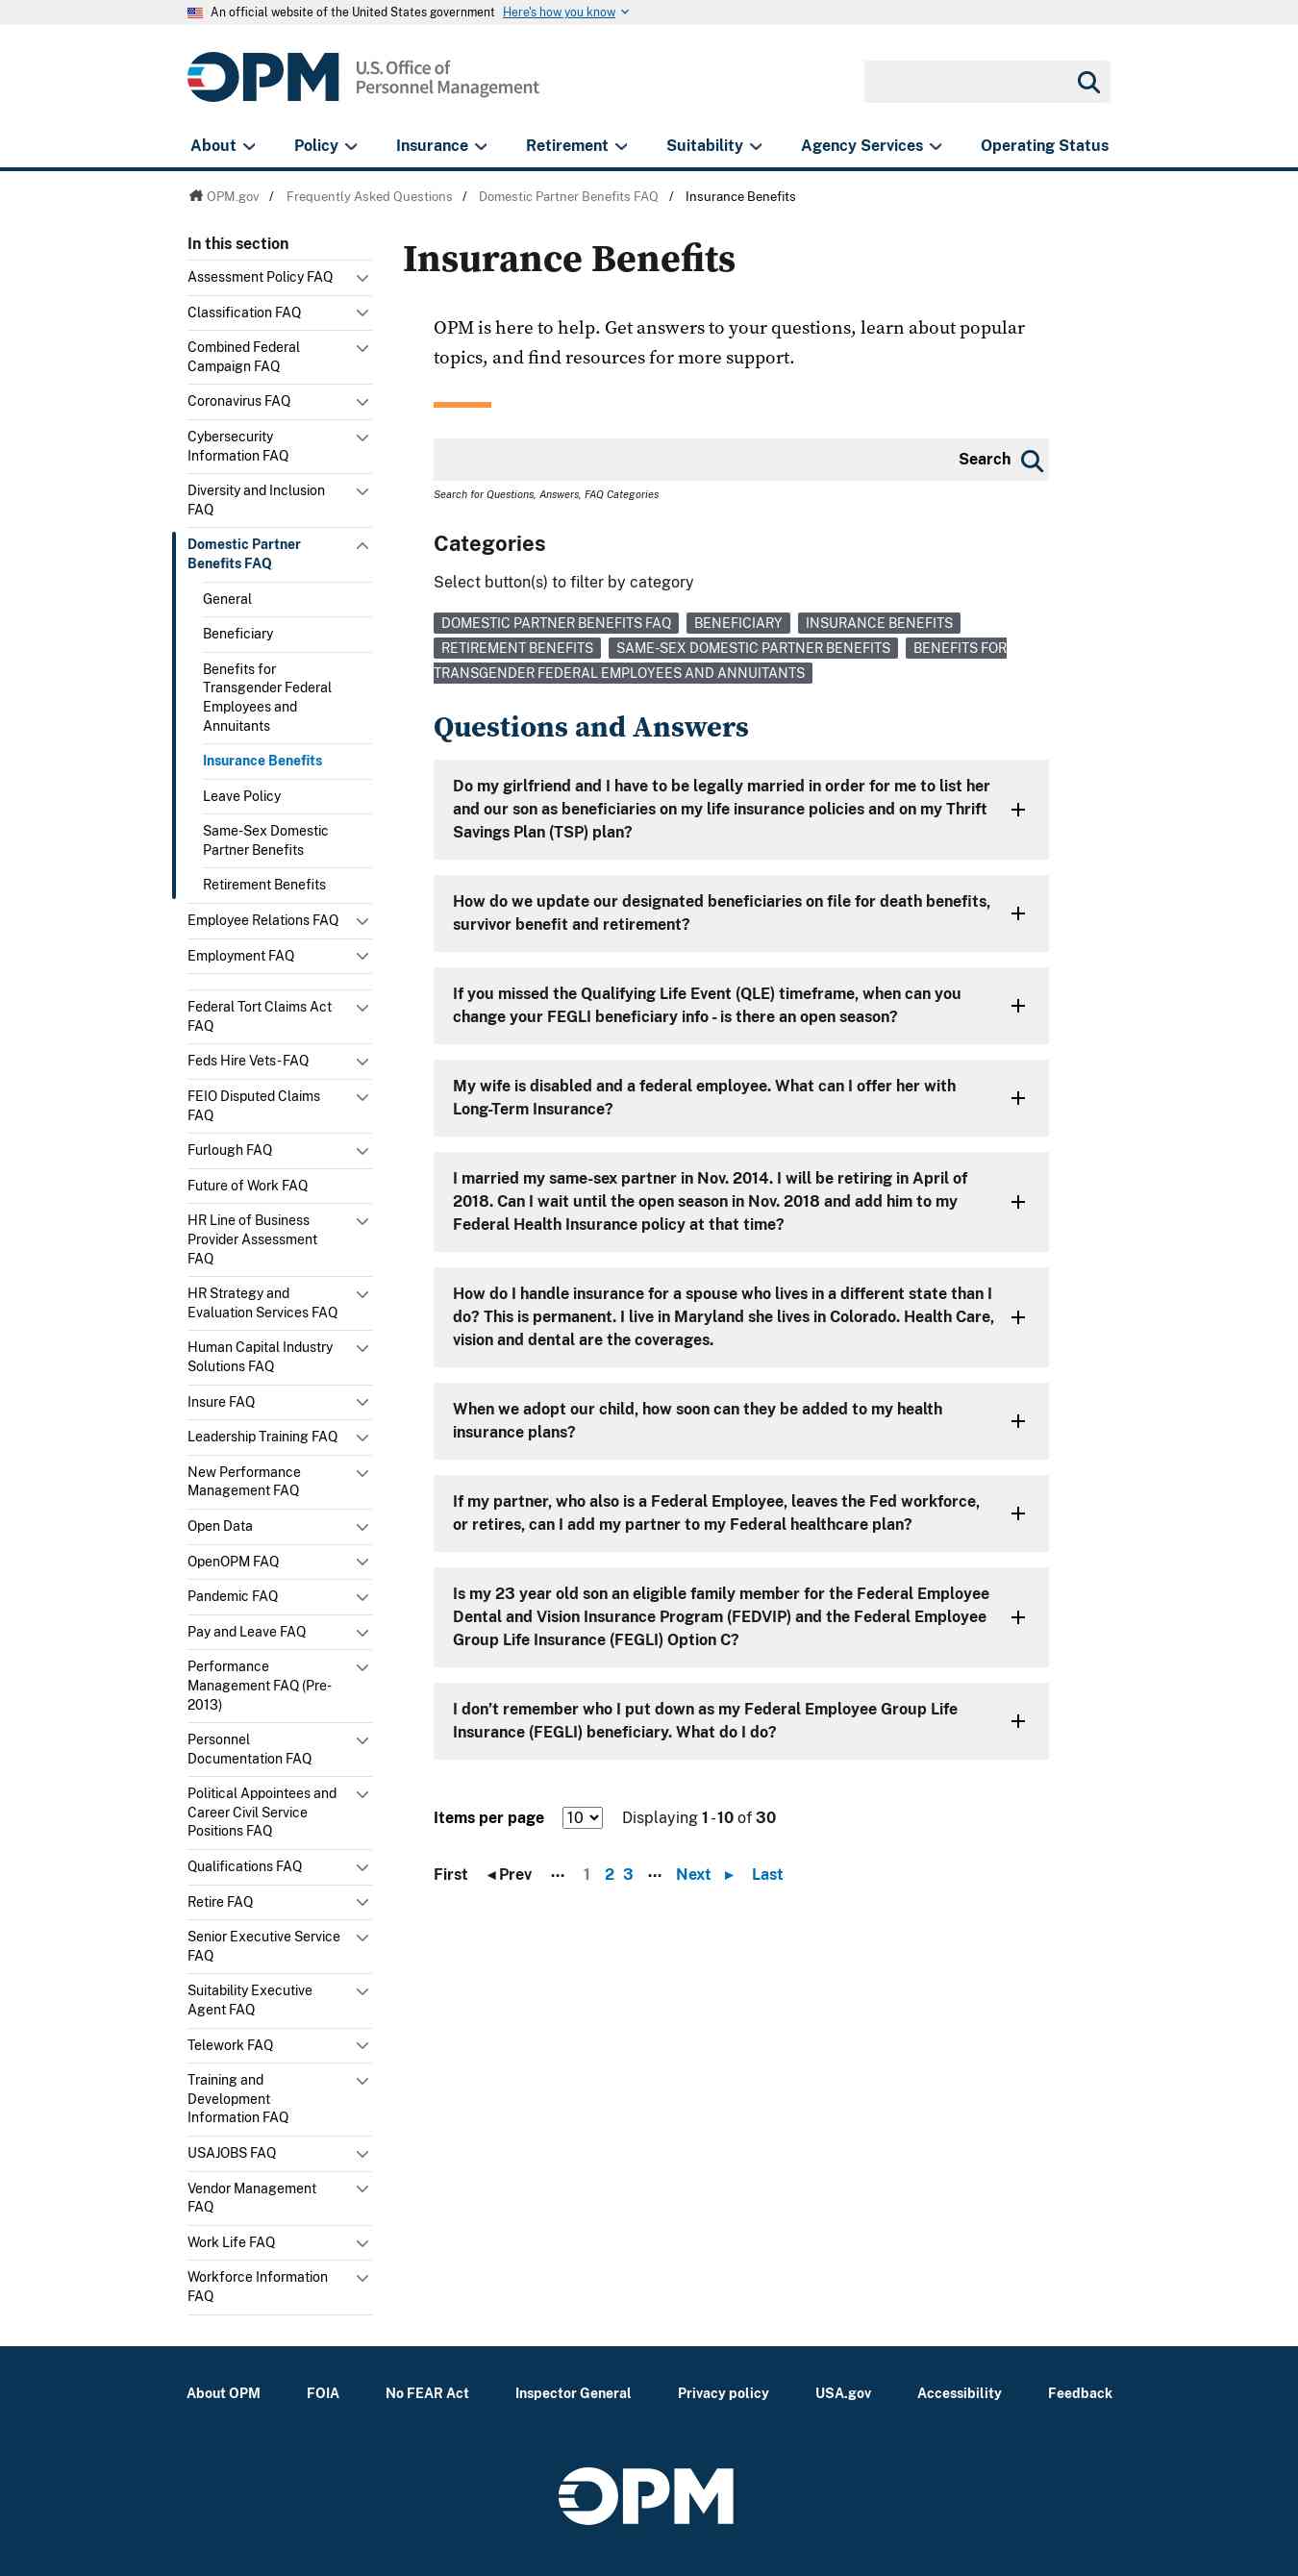 An official website of the United States government Here's how you know
OPM U.S. Office of
Personnel Management
About Policy Insurance Retirement Suitability Agency Services Operating Status
OPM.gov / Frequently Asked Questions / Domestic Partner Benefits FAQ / Insurance Benefits
In this section
Assessment Policy FAQ
Classification FAQ
Combined Federal
Campaign FAQ
Coronavirus FAQ
Cybersecurity
Information FAQ
Diversity and Inclusion
FAQ
Domestic Partner
Benefits FAQ
General
Beneficiary
Benefits for
Transgender Federal
Employees and
Annuitants
Insurance Benefits
Leave Policy
Same-Sex Domestic
Partner Benefits
Retirement Benefits
Employee Relations FAQ
Employment FAQ
Federal Tort Claims Act
FAQ
Feds Hire Vets-FAQ
FEIO Disputed Claims
FAQ
Furlough FAQ
Future of Work FAQ
HR Line of Business
Provider Assessment
FAQ
HR Strategy and
Evaluation Services FAQ
Human Capital Industry
Solutions FAQ
Insure FAQ
Leadership Training FAQ
New Performance
Management FAQ
Open Data
OpenOPM FAQ
Pandemic FAQ
Pay and Leave FAQ
Performance
Management FAQ (Pre-
2013)
Personnel
Documentation FAQ
Political Appointees and
Career Civil Service
Positions FAQ
Qualifications FAQ
Retire FAQ
Senior Executive Service
FAQ
Suitability Executive
Agent FAQ
Telework FAQ
Training and
Development
Information FAQ
USAJOBS FAQ
Vendor Management
FAQ
Work Life FAQ
Workforce Information
FAQ
Insurance Benefits
OPM is here to help. Get answers to your questions, learn about popular
topics, and find resources for more support.
Search
Search for Questions, Answers, FAQ Categories
Categories
Select button(s) to filter by category
DOMESTIC PARTNER BENEFITS FAQ BENEFICIARY INSURANCE BENEFITS
RETIREMENT BENEFITS SAME-SEX DOMESTIC PARTNER BENEFITS BENEFITS FOR
TRANSGENDER FEDERAL EMPLOYEES AND ANNUITANTS
Questions and Answers
Do my girlfriend and I have to be legally married in order for me to list her
and our son as beneficiaries on my life insurance policies and on my Thrift
Savings Plan (TSP) plan?
How do we update our designated beneficiaries on file for death benefits,
survivor benefit and retirement?
If you missed the Qualifying Life Event (QLE) timeframe, when can you
change your FEGLI beneficiary info - is there an open season?
My wife is disabled and a federal employee. What can I offer her with
Long-Term Insurance?
I married my same-sex partner in Nov. 2014. I will be retiring in April of
2018. Can I wait until the open season in Nov. 2018 and add him to my
Federal Health Insurance policy at that time?
How do I handle insurance for a spouse who lives in a different state than I
do? This is permanent. I live in Maryland she lives in Colorado. Health Care,
vision and dental are the coverages.
When we adopt our child, how soon can they be added to my health
insurance plans?
If my partner, who also is a Federal Employee, leaves the Fed workforce,
or retires, can I add my partner to my Federal healthcare plan?
Is my 23 year old son an eligible family member for the Federal Employee
Dental and Vision Insurance Program (FEDVIP) and the Federal Employee
Group Life Insurance (FEGLI) Option C?
I don't remember who I put down as my Federal Employee Group Life
Insurance (FEGLI) beneficiary. What do I do?
Items per page 10 Displaying 1 - 10 of 30
First ◂ Prev ··· 1 2 3 ··· Next ▸ Last
About OPM FOIA No FEAR Act Inspector General Privacy policy USA.gov Accessibility Feedback
OPM